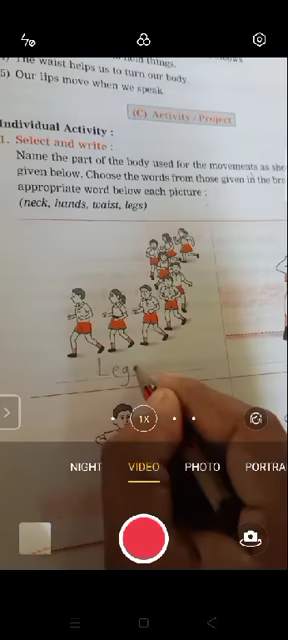 The waist helps us to turn our body.
5) Our lips move when we speak.
(C) Activity / Project
Individual Activity :
1. Select and write :
Name the part of the body used for the movements as
given below. Choose the words from those given in the
appropriate word below each picture :
(neck, hands, waist, legs)
Leg
1X
NIGHT VIDEO PHOTO